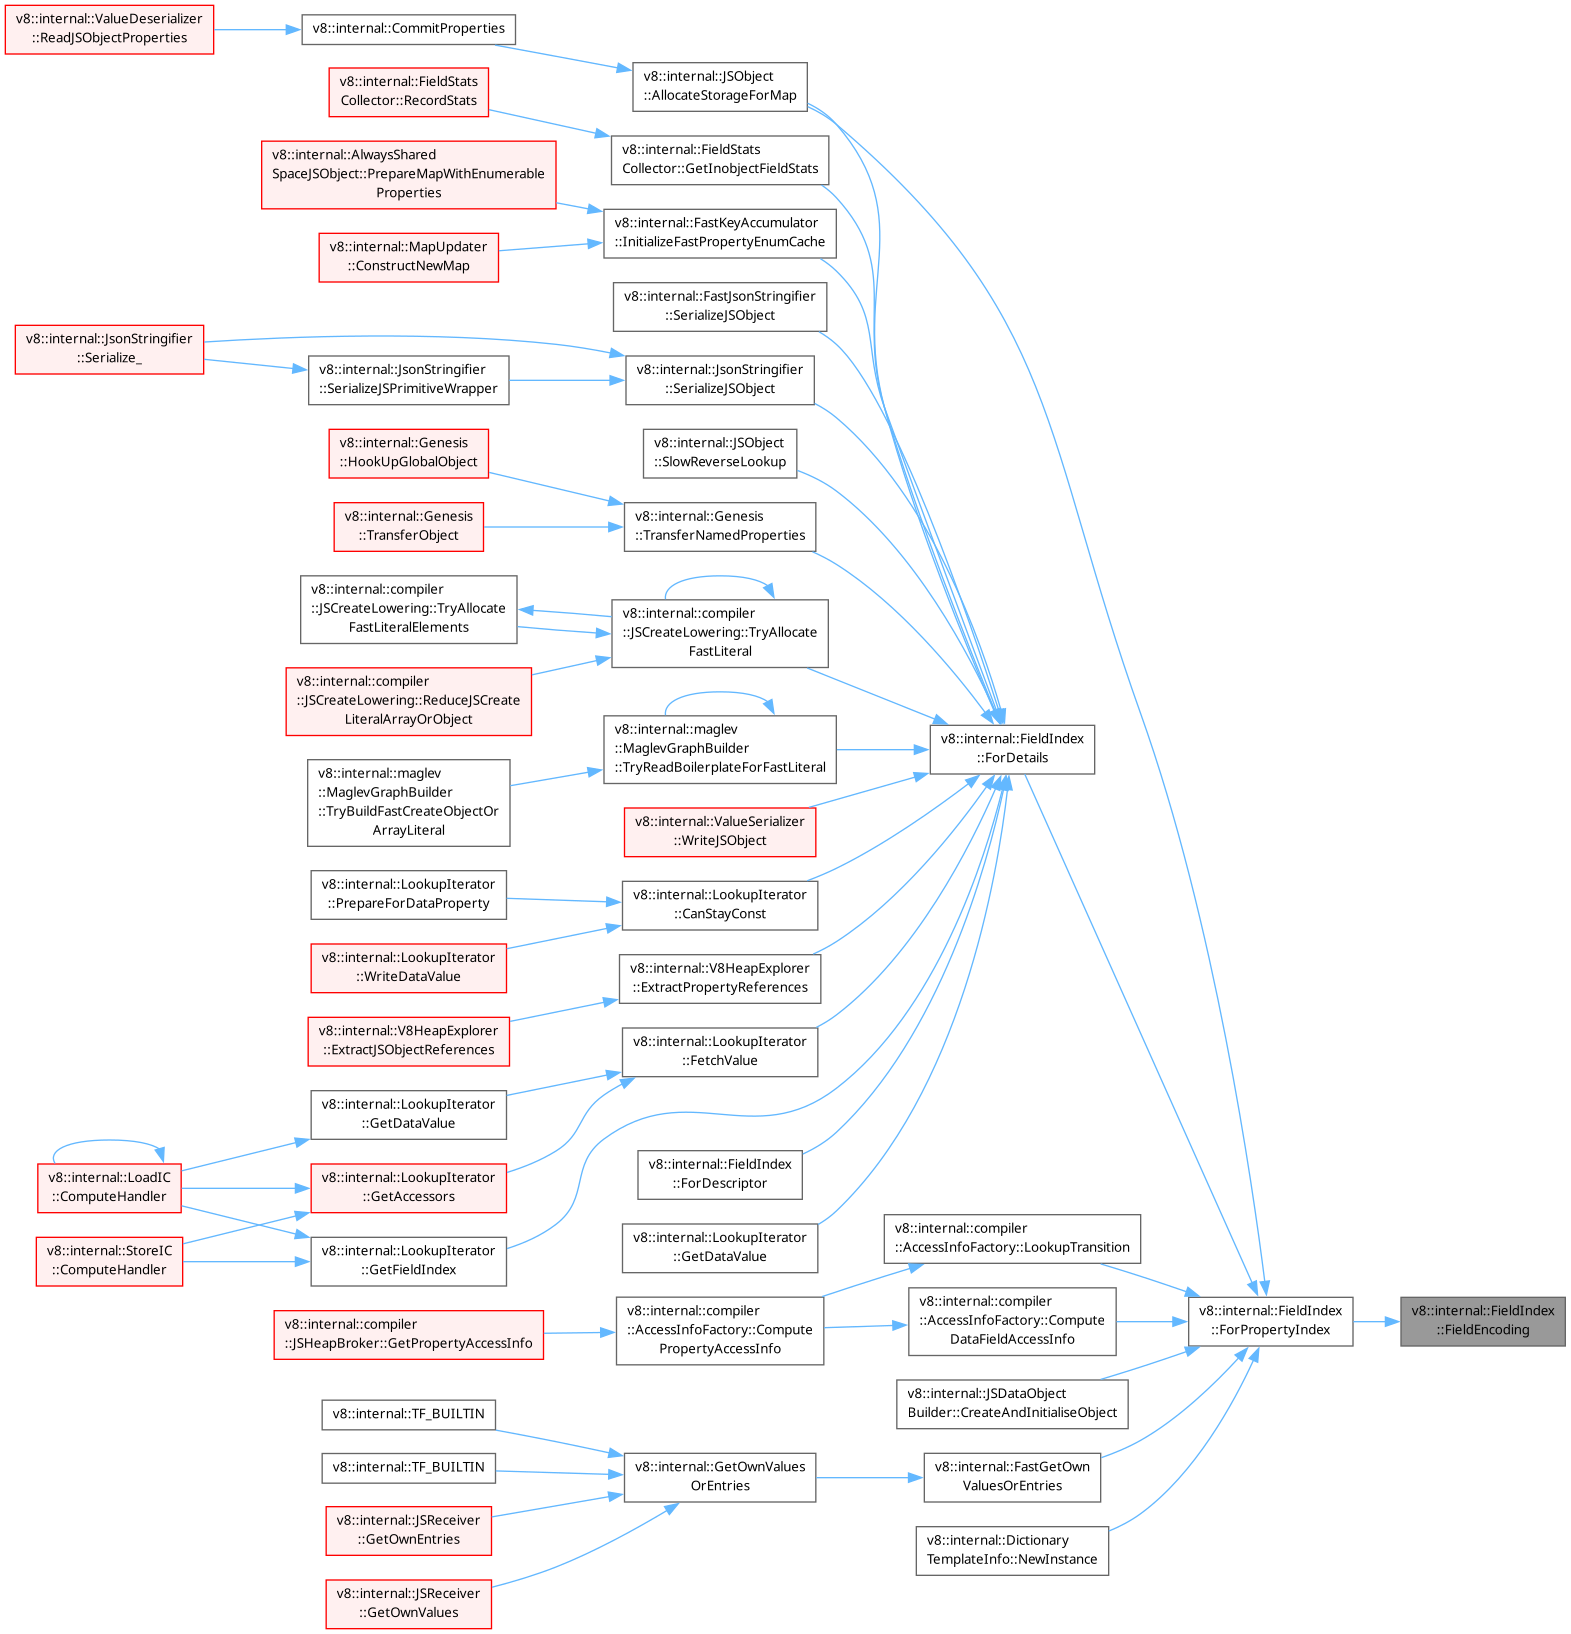 v8::internal::ValueDeserializer
::ReadJSObjectProperties
v8::internal::CommitProperties
v8::internal::JSObject
::AllocateStorageForMap
v8::internal::FieldStats
Collector::RecordStats
v8::internal::FieldStats
Collector::GetInobjectFieldStats
v8::internal::AlwaysShared
SpaceJSObject::PrepareMapWithEnumerable
Properties
v8::internal::FastKeyAccumulator
::InitializeFastPropertyEnumCache
v8::internal::MapUpdater
::ConstructNewMap
v8::internal::FastJsonStringifier
::SerializeJSObject
v8::internal::JsonStringifier
::Serialize_
v8::internal::JsonStringifier
::SerializeJSPrimitiveWrapper
v8::internal::JsonStringifier
::SerializeJSObject
v8::internal::Genesis
::HookUpGlobalObject
v8::internal::JSObject
::SlowReverseLookup
v8::internal::Genesis
::TransferObject
v8::internal::Genesis
::TransferNamedProperties
v8::internal::compiler
::JSCreateLowering::TryAllocate
FastLiteralElements
v8::internal::compiler
::JSCreateLowering::TryAllocate
FastLiteral
v8::internal::compiler
::JSCreateLowering::ReduceJSCreate
LiteralArrayOrObject
v8::internal::maglev
::MaglevGraphBuilder
::TryReadBoilerplateForFastLiteral
v8::internal::FieldIndex
::ForDetails
v8::internal::maglev
::MaglevGraphBuilder
::TryBuildFastCreateObjectOr
ArrayLiteral
v8::internal::ValueSerializer
::WriteJSObject
v8::internal::LookupIterator
::PrepareForDataProperty
v8::internal::LookupIterator
::CanStayConst
v8::internal::LookupIterator
::WriteDataValue
v8::internal::V8HeapExplorer
::ExtractPropertyReferences
v8::internal::V8HeapExplorer
::ExtractJSObjectReferences
v8::internal::LookupIterator
::FetchValue
v8::internal::LookupIterator
::GetDataValue
v8::internal::LoadIC
::ComputeHandler
v8::internal::LookupIterator
::GetAccessors
v8::internal::FieldIndex
::ForDescriptor
v8::internal::StoreIC
::ComputeHandler
v8::internal::LookupIterator
::GetFieldIndex
v8::internal::LookupIterator
::GetDataValue
v8::internal::compiler
::AccessInfoFactory::LookupTransition
v8::internal::compiler
::JSHeapBroker::GetPropertyAccessInfo
v8::internal::compiler
::AccessInfoFactory::Compute
PropertyAccessInfo
v8::internal::compiler
::AccessInfoFactory::Compute
DataFieldAccessInfo
v8::internal::FieldIndex
::ForPropertyIndex
v8::internal::FieldIndex
::FieldEncoding
v8::internal::JSDataObject
Builder::CreateAndInitialiseObject
v8::internal::TF_BUILTIN
v8::internal::TF_BUILTIN
v8::internal::GetOwnValues
OrEntries
v8::internal::FastGetOwn
ValuesOrEntries
v8::internal::JSReceiver
::GetOwnEntries
v8::internal::Dictionary
TemplateInfo::NewInstance
v8::internal::JSReceiver
::GetOwnValues